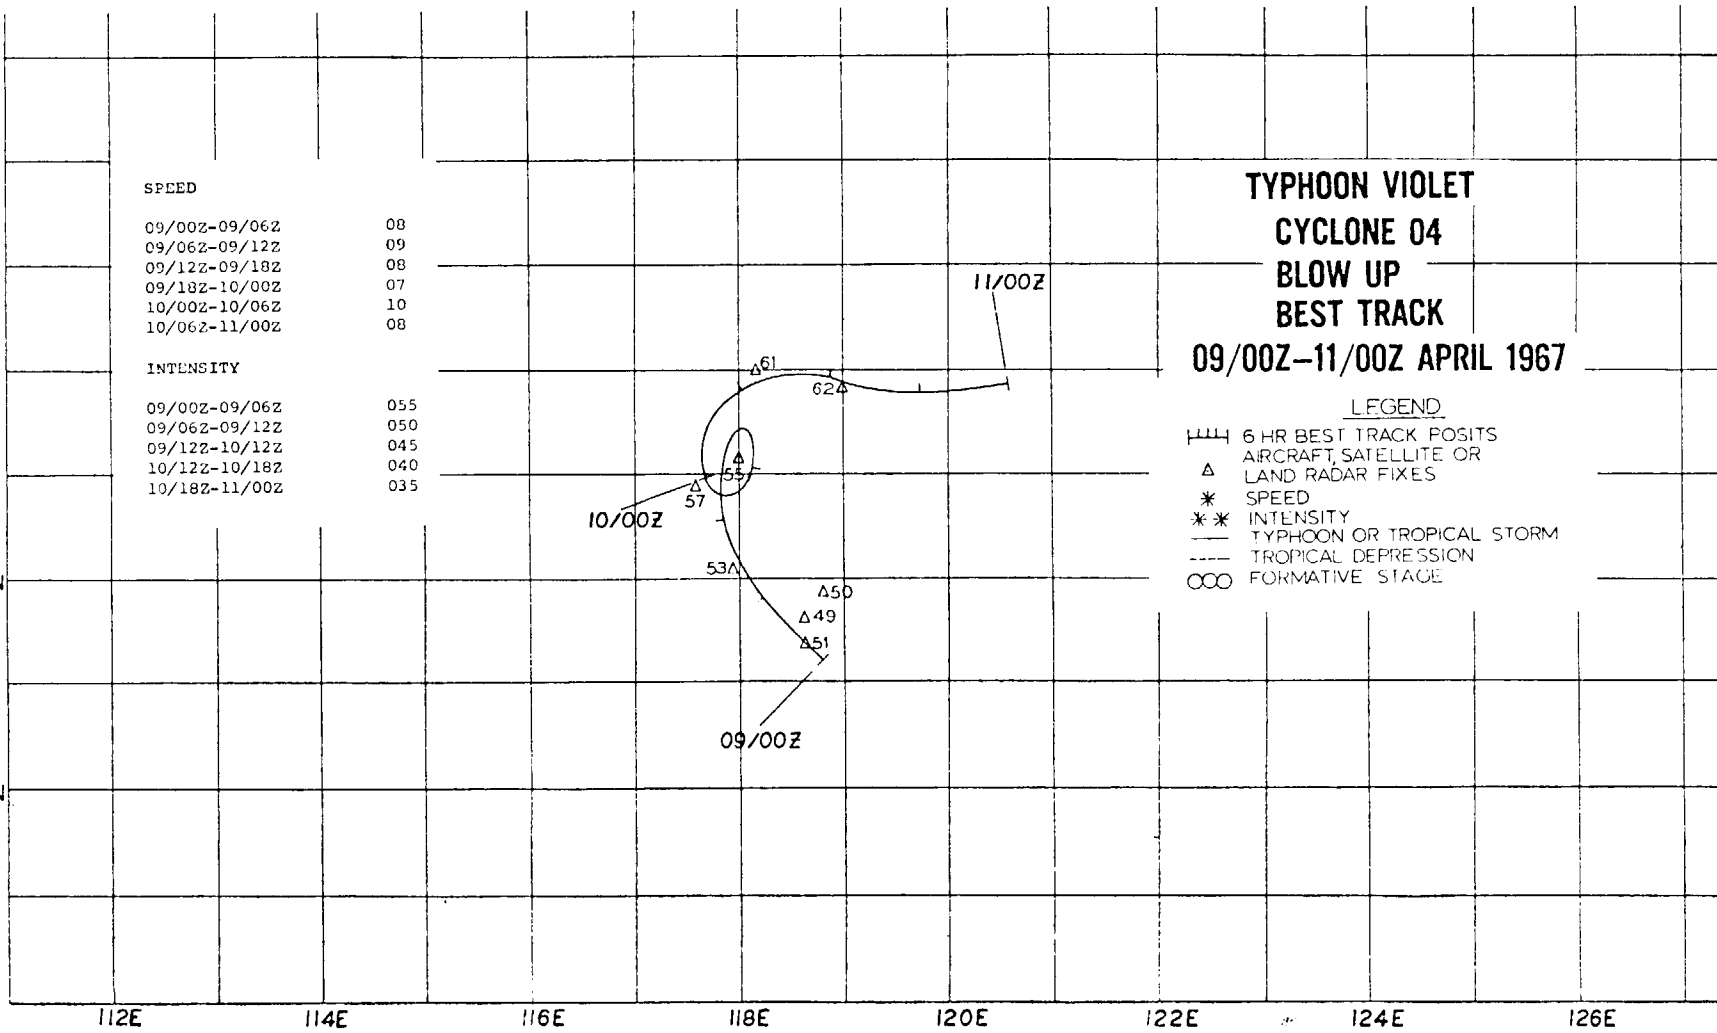 SPEED
09/00Z-09/06Z 08
09/06Z-09/12Z 09
09/12Z-09/18Z 08
09/18Z-10/00Z 07
10/00Z-10/06Z 10
10/06Z-11/00Z 08
INTENSITY
09/00Z-09/06Z 055
09/06Z-09/12Z 050
09/12Z-10/12Z 045
10/12Z-10/18Z 040
10/18Z-11/00Z 035
TYPHOON VIOLET
CYCLONE 04
BLOW UP
BEST TRACK
09/00Z-11/00Z APRIL 1967
LEGEND
6 HR BEST TRACK POSITS
AIRCRAFT, SATELLITE OR
LAND RADAR FIXES
* SPEED
** INTENSITY
TYPHOON OR TROPICAL STORM
TROPICAL DEPRESSION
FORMATIVE STAGE
11/00Z
61
62
55
57
10/00Z
53
50
49
51
09/00Z
112E 114E 116E 118E 120E 122E 124E 126E